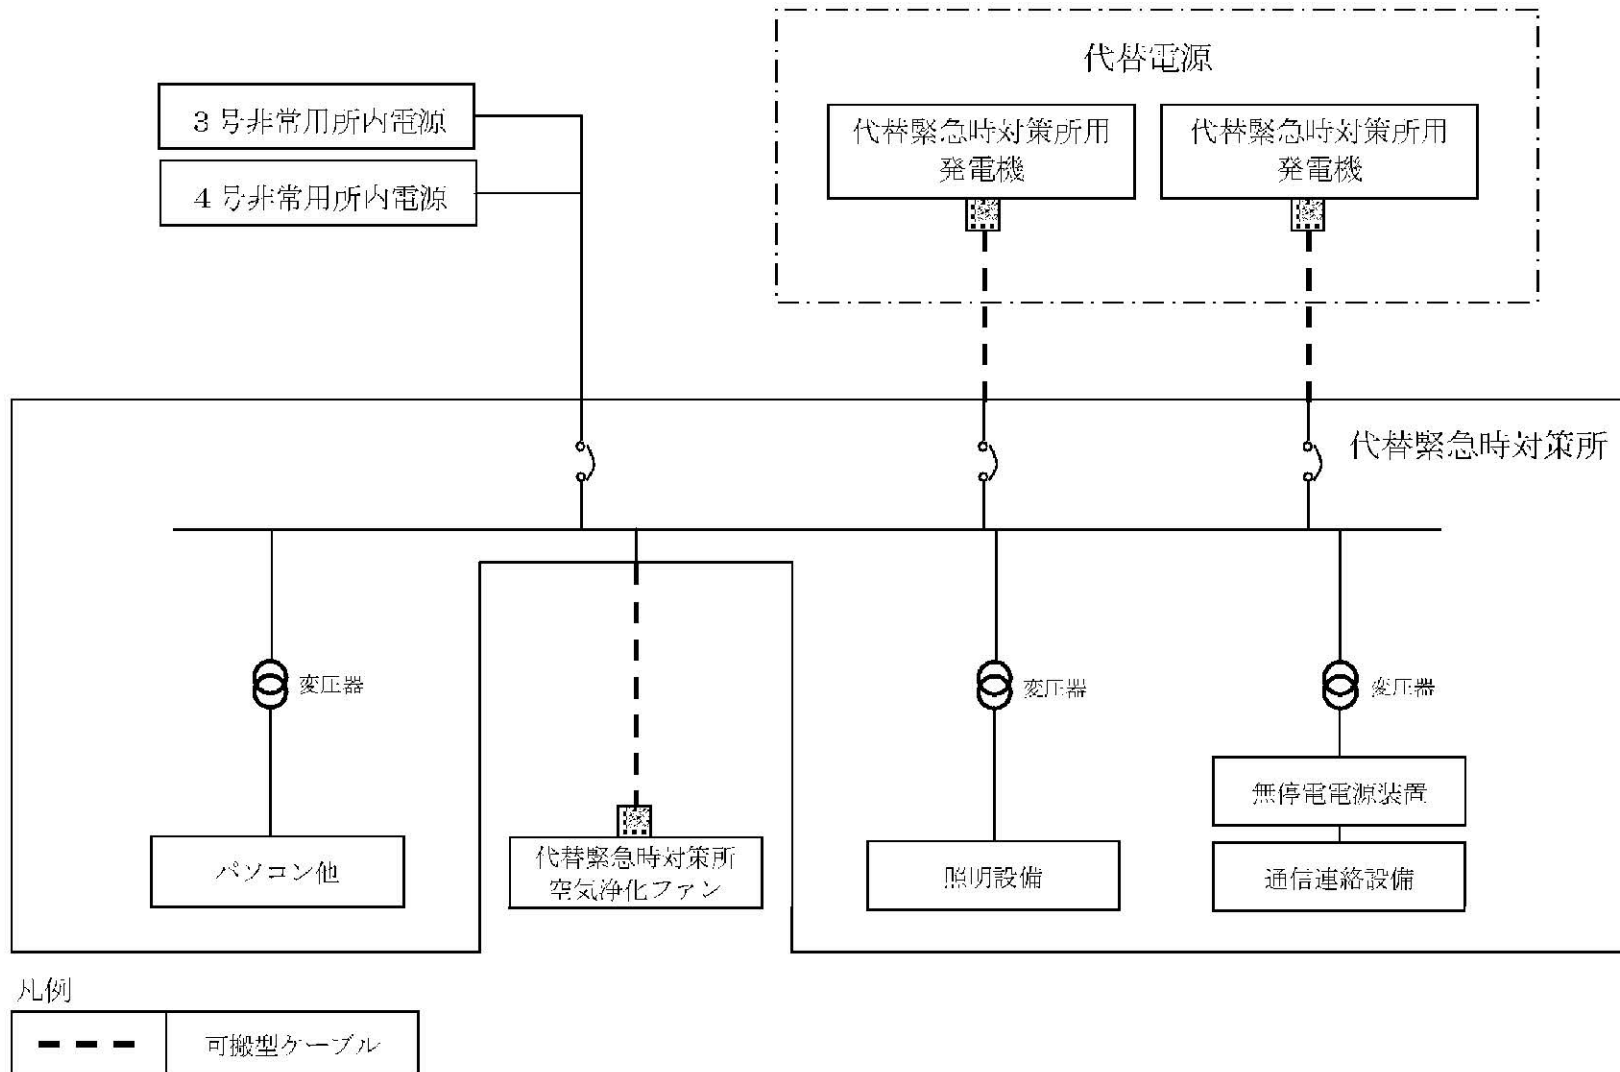 代替電源
3号非常用所内電源
4号非常用所内電源
代替緊急時対策所用
発電機
代替緊急時対策所用
発電機
代替緊急時対策所
変圧器
変圧器
変圧器
無停電電源装置
パソコン他
代替緊急時対策所
空気浄化ファン
照明設備
通信連絡設備
凡例
可搬型ケーブル